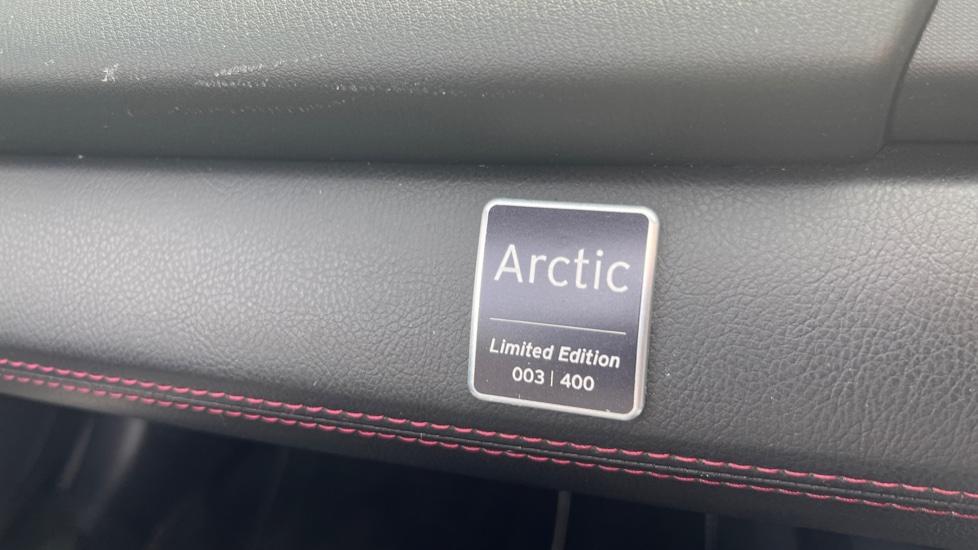 Arctic
Limited Edition
003 | 400